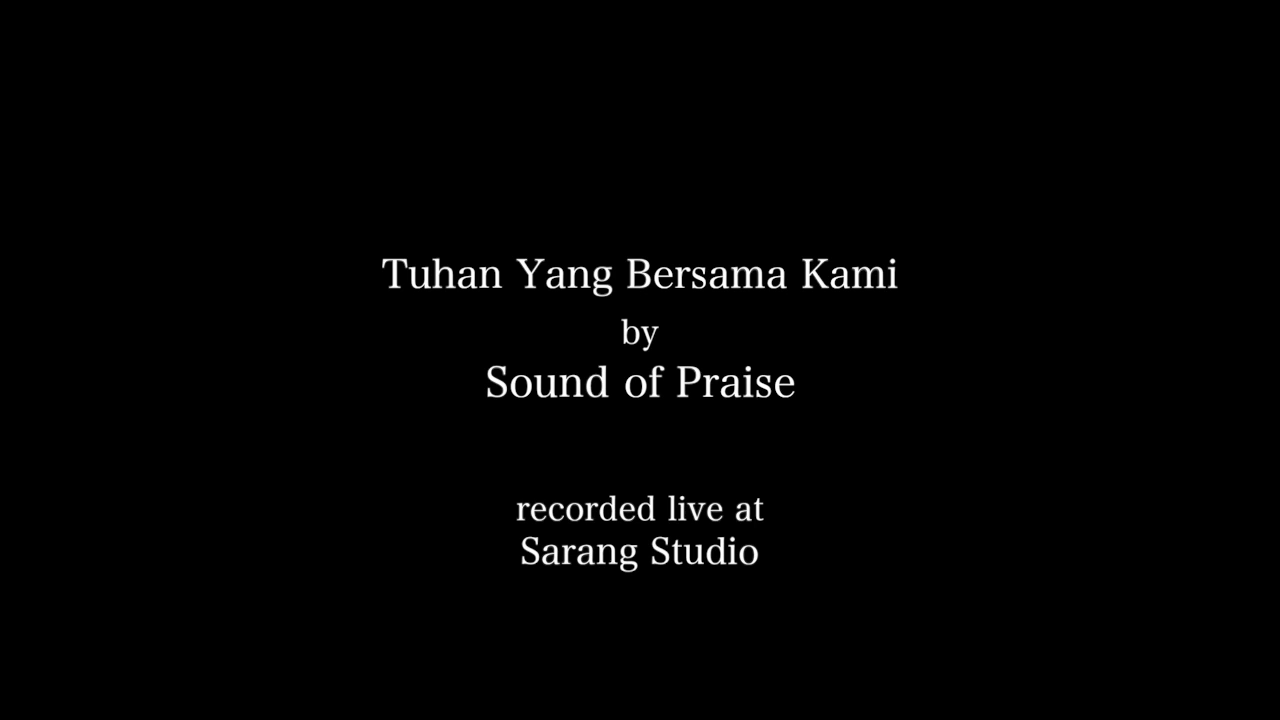 Tuhan Yang Bersama Kami
by
Sound of Praise
recorded live at
Sarang Studio